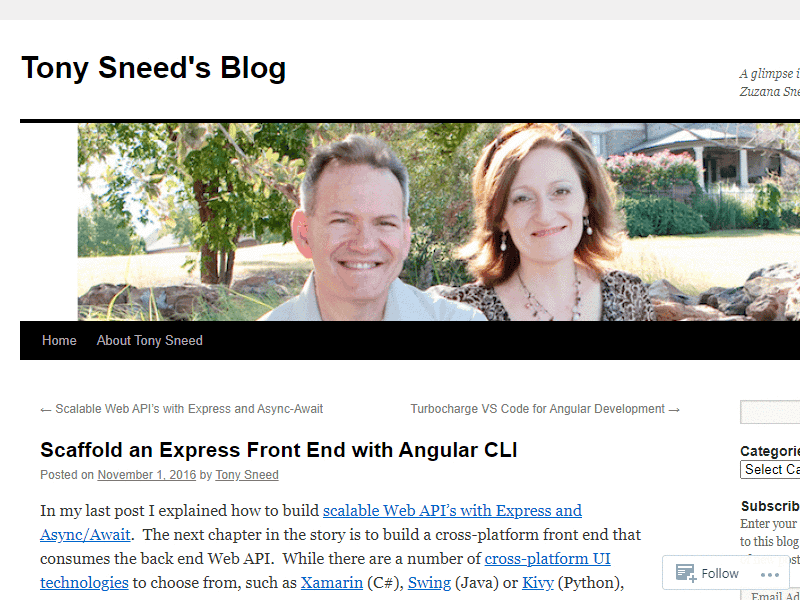 Tony Sneed's Blog
A glimpse i
Zuzana Sne
Home About Tony Sneed
← Scalable Web API's with Express and Async-Await Turbocharge VS Code for Angular Development →
Scaffold an Express Front End with Angular CLI
Posted on November 1, 2016 by Tony Sneed
In my last post I explained how to build scalable Web API's with Express and
Async/Await. The next chapter in the story is to build a cross-platform front end that
consumes the back end Web API. While there are a number of cross-platform UI
technologies to choose from, such as Xamarin (C#), Swing (Java) or Kivy (Python),
Categorie
Select Ca
Subscrib
Enter your
to this blog
Follow
Email Ad